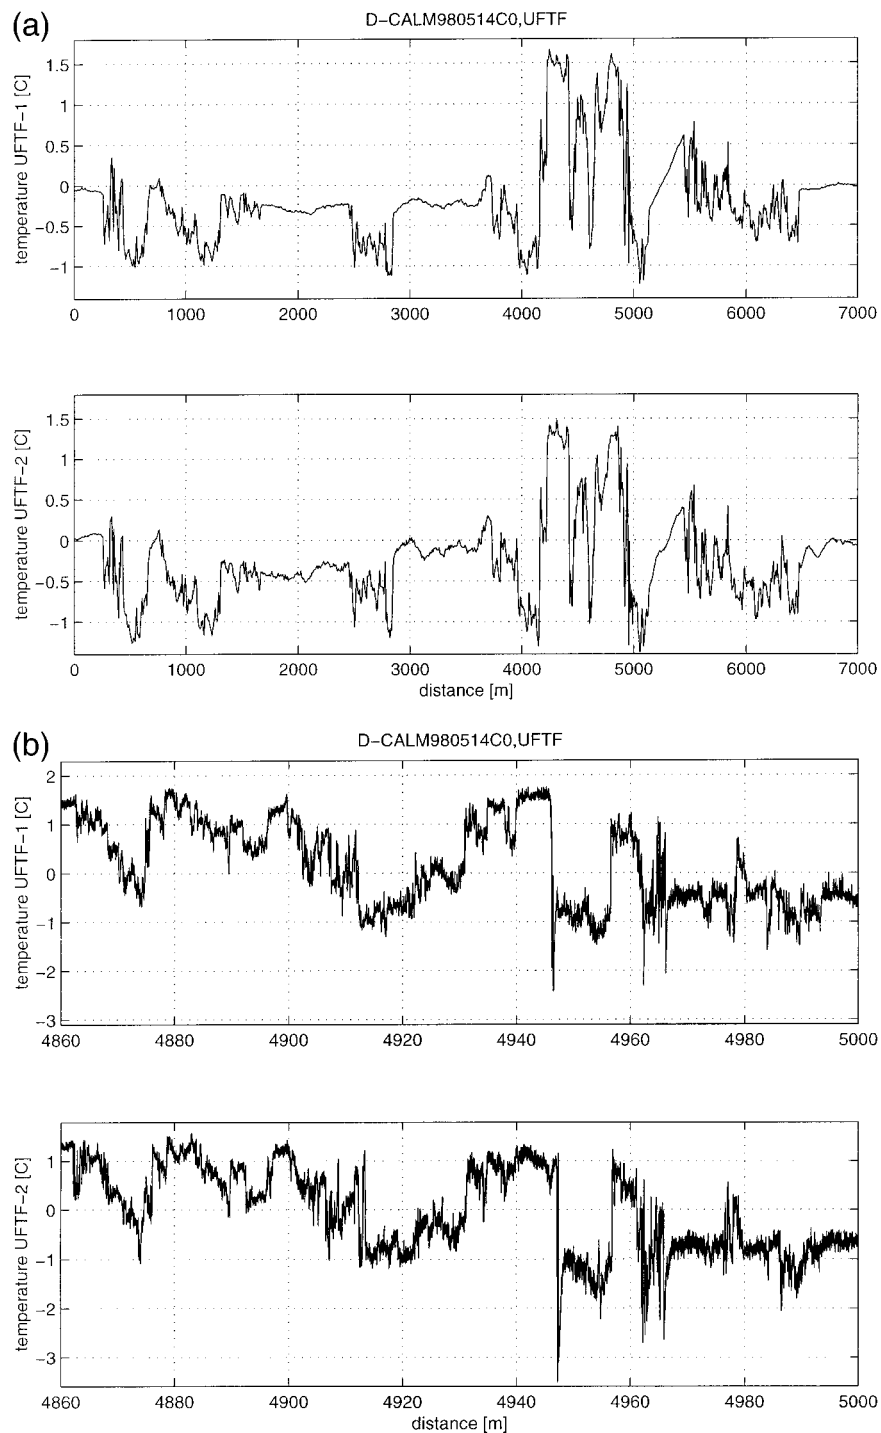 (a)
D-CALM980514C0,UFTF
temperature UFTF-1 [C]
1.5
1
0.5
0
-0.5
-1
0 1000 2000 3000 4000 5000 6000 7000
temperature UFTF-2 [C]
1.5
1
0.5
0
-0.5
-1
0 1000 2000 3000 4000 5000 6000 7000
distance [m]
(b)
D-CALM980514C0,UFTF
temperature UFTF-1 [C]
2
1
0
-1
-2
-3
4860 4880 4900 4920 4940 4960 4980 5000
temperature UFTF-2 [C]
1
0
-1
-2
-3
4860 4880 4900 4920 4940 4960 4980 5000
distance [m]